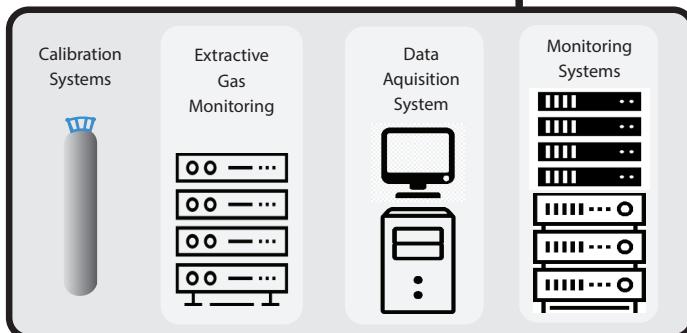 Calibration
Systems
Extractive
Gas
Monitoring
Data
Aquisition
System
Monitoring
Systems